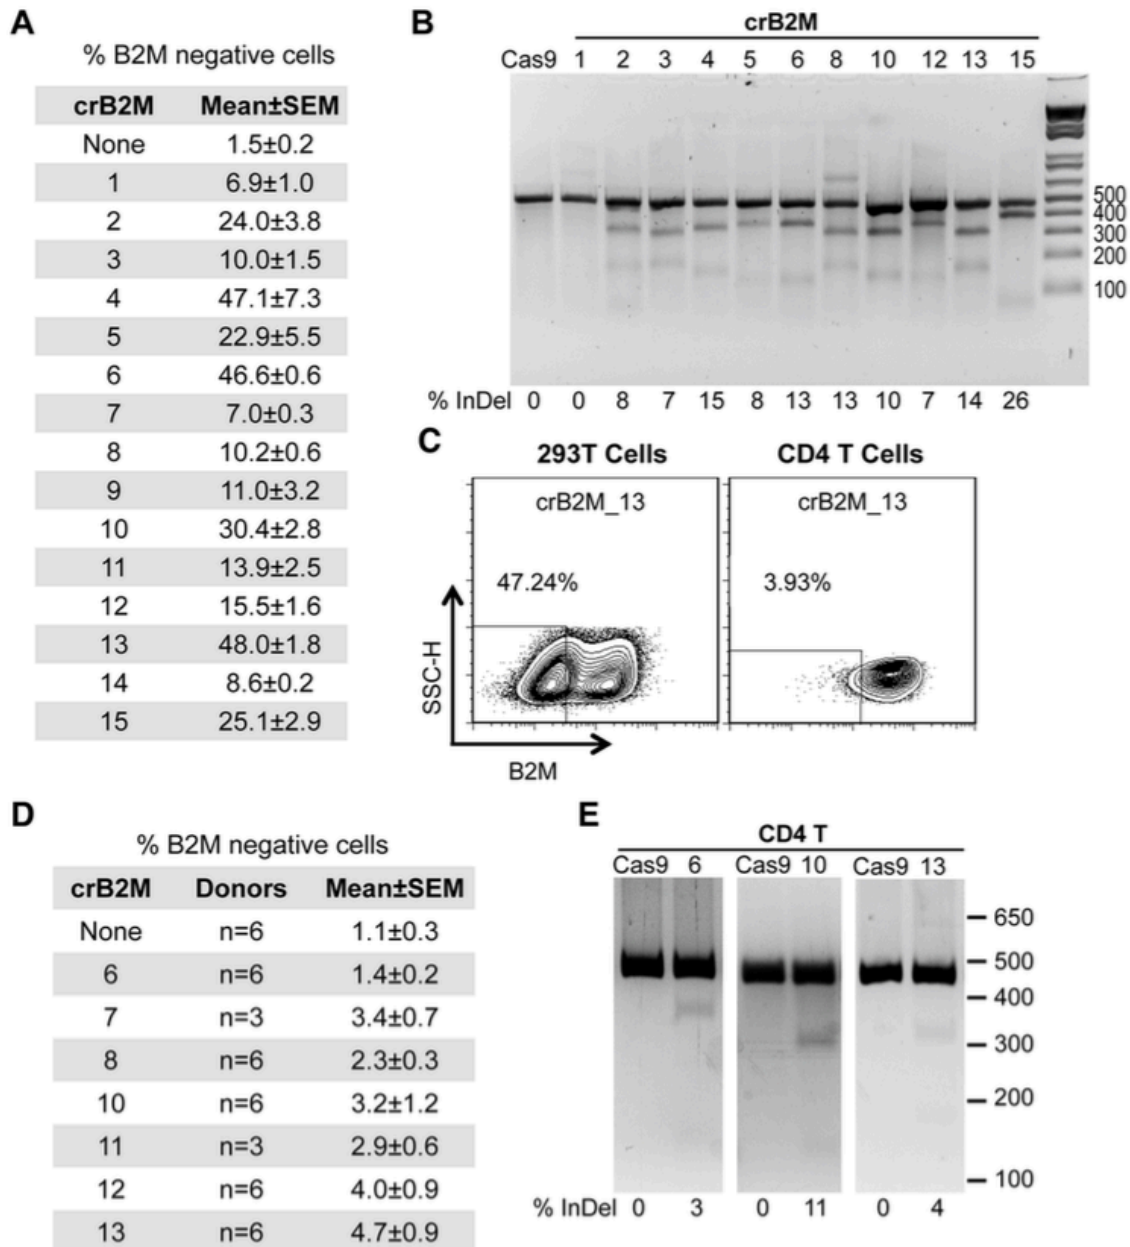 A
% B2M negative cells
crB2M Mean±SEM
None 1.5±0.2
1 6.9±1.0
2 24.0±3.8
3 10.0±1.5
4 47.1±7.3
5 22.9±5.5
6 46.6±0.6
7 7.0±0.3
8 10.2±0.6
9 11.0±3.2
10 30.4±2.8
11 13.9±2.5
12 15.5±1.6
13 48.0±1.8
14 8.6±0.2
15 25.1±2.9
B
crB2M
Cas9 1 2 3 4 5 6 8 10 12 13 15
500
400
300
200
100
% InDel 0 0 8 7 15 8 13 13 10 7 14 26
C
293T Cells CD4 T Cells
crB2M_13 crB2M_13
47.24% 3.93%
SSC-H
B2M
D
% B2M negative cells
crB2M Donors Mean±SEM
None n=6 1.1±0.3
6 n=6 1.4±0.2
7 n=3 3.4±0.7
8 n=6 2.3±0.3
10 n=6 3.2±1.2
11 n=3 2.9±0.6
12 n=6 4.0±0.9
13 n=6 4.7±0.9
E
CD4 T
Cas9 6 Cas9 10 Cas9 13
650
500
400
300
200
100
% InDel 0 3 0 11 0 4